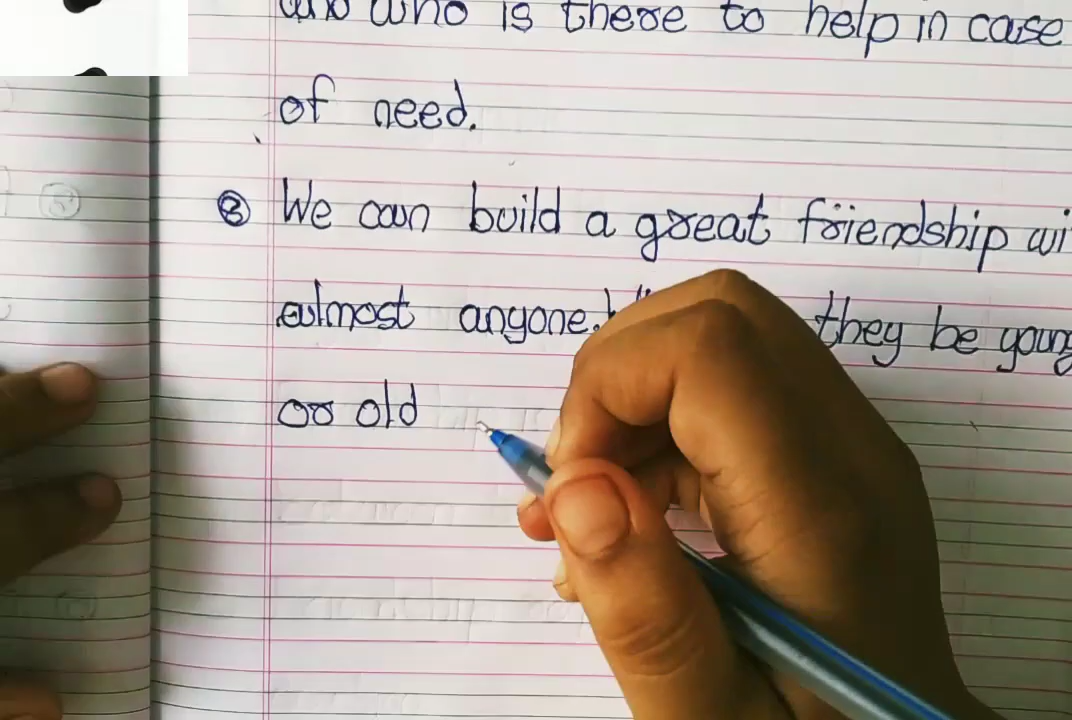 who is there to help in case
of need.
③ We can build a great friendship
almost anyone. they be young
or old